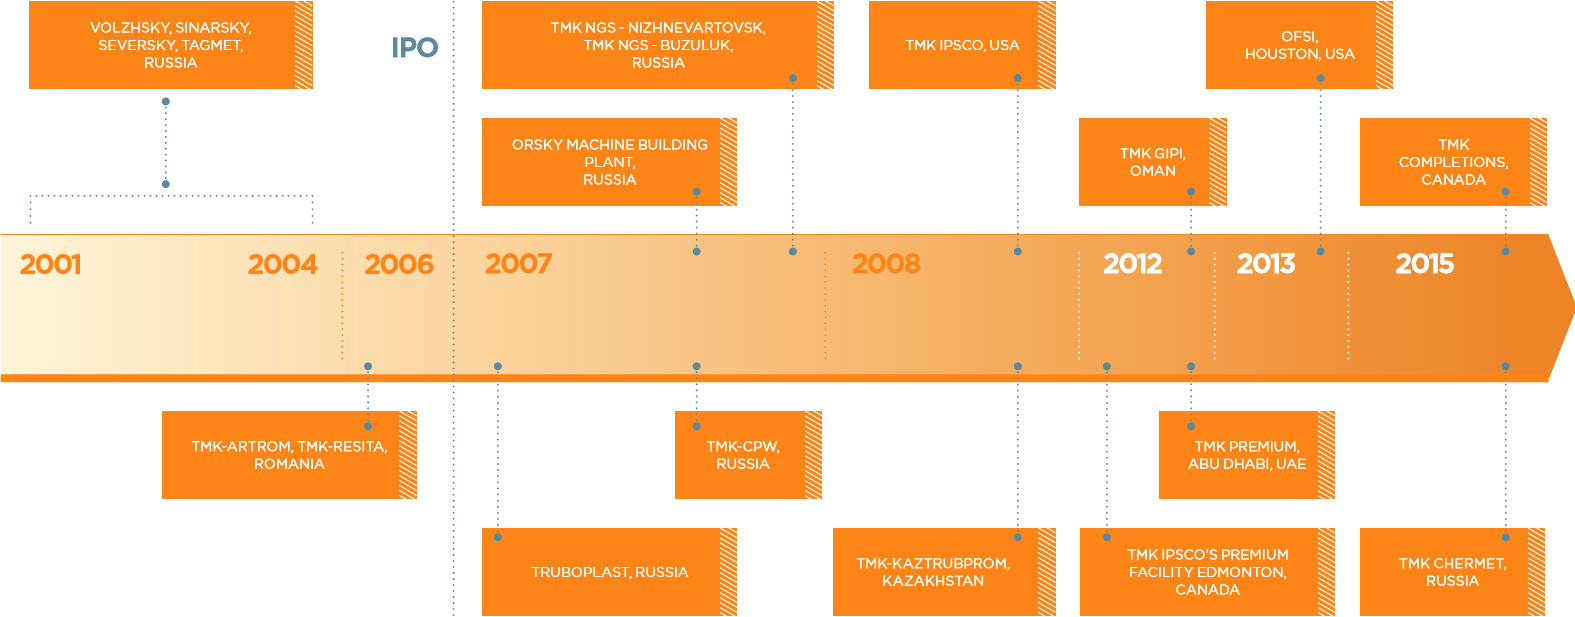 VOLZHSKY, SINARSKY,
SEVERSKY, TAGMET,
RUSSIA
IPO
TMK NGS - NIZHNEVARTOVSK,
TMK NGS - BUZULUK,
RUSSIA
TMK IPSCO, USA
OFSI,
HOUSTON, USA
ORSKY MACHINE BUILDING
PLANT,
RUSSIA
TMK GIPI,
OMAN
TMK
COMPLETIONS,
CANADA
2001
2004
2006
2007
2008
2012
2013
2015
TMK-ARTROM, TMK-RESITA,
ROMANIA
TMK-CPW,
RUSSIA
TMK PREMIUM,
ABU DHABI, UAE
TRUBOPLAST, RUSSIA
TMK-KAZTRUBPROM,
KAZAKHSTAN
TMK IPSCO'S PREMIUM
FACILITY EDMONTON,
CANADA
TMK CHERMET,
RUSSIA